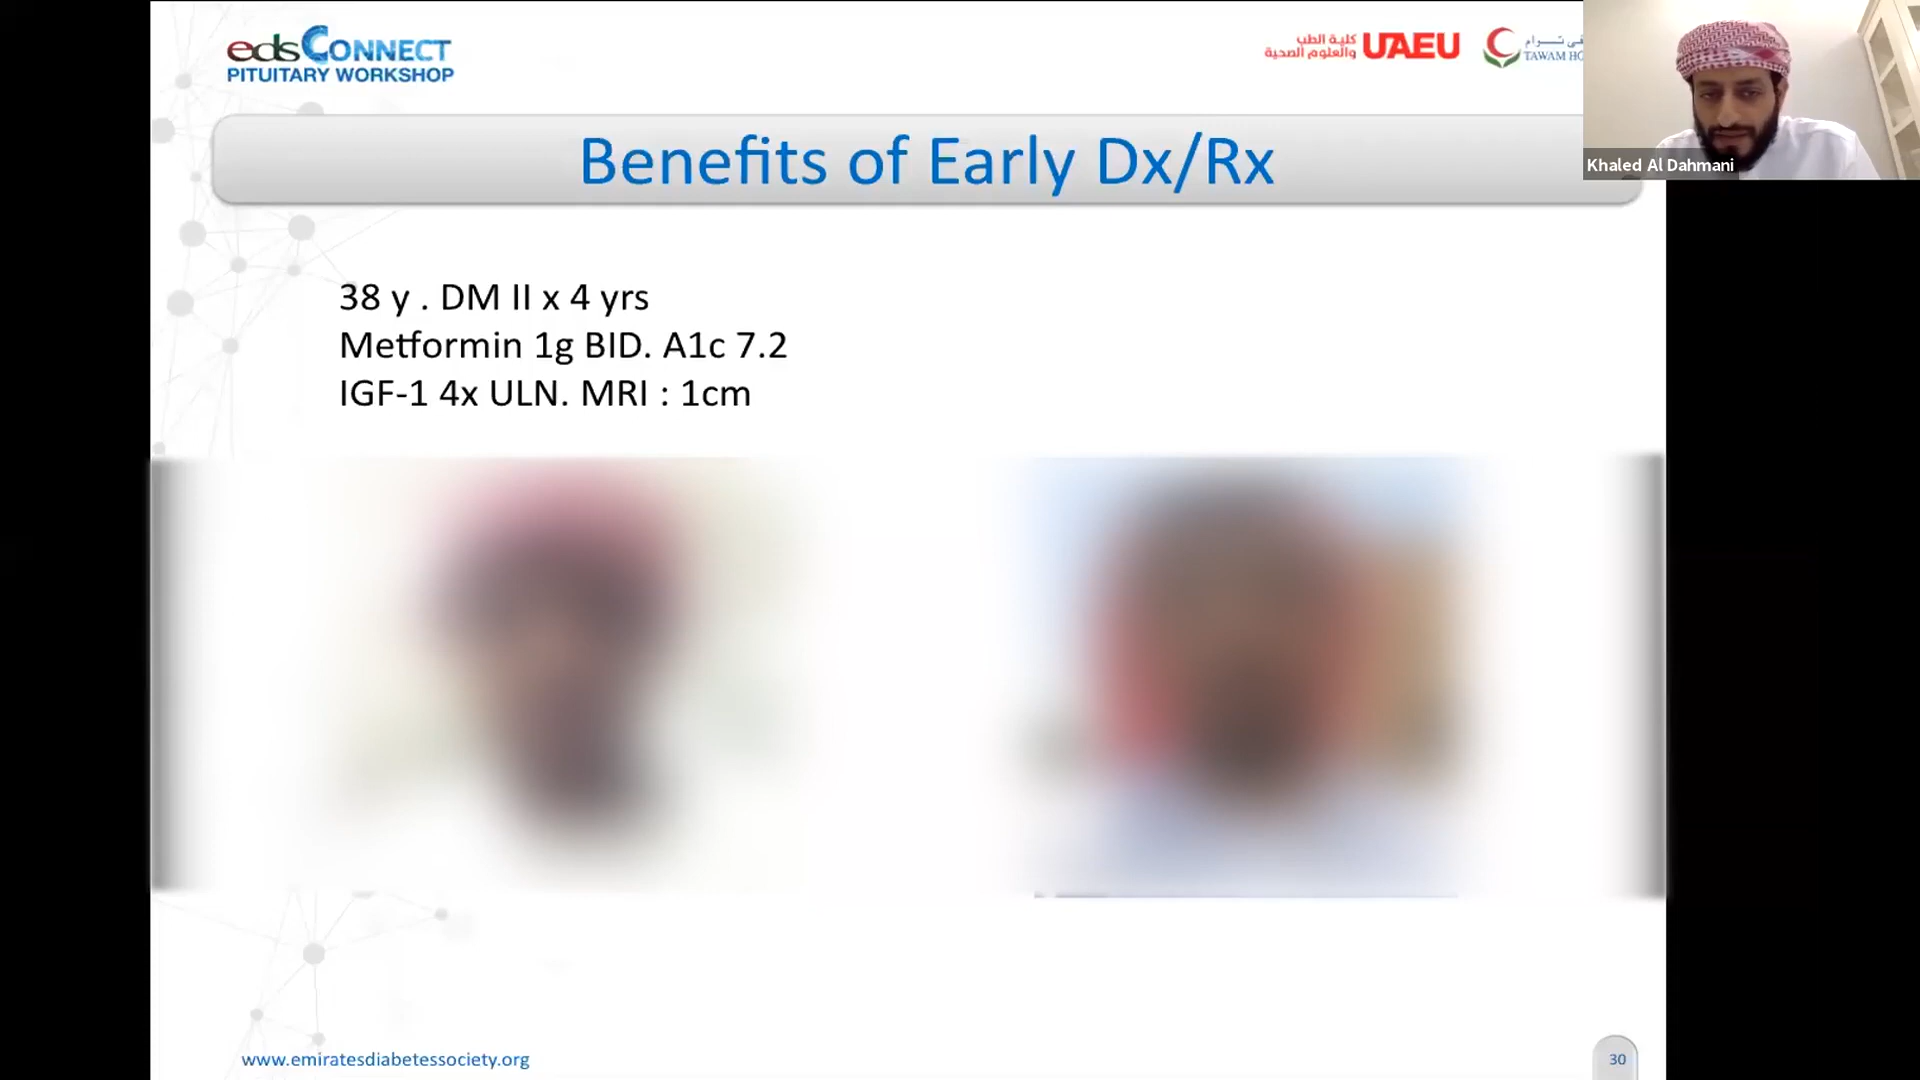 edsCONNECT
PITUITARY WORKSHOP
كلية الطب
والعلوم الصحية
UAEU
TAWAM
Khaled Al Dahmani
Benefits of Early Dx/Rx
38 y . DM II x 4 yrs
Metformin 1g BID. A1c 7.2
IGF-1 4x ULN. MRI : 1cm
www.emiratesdiabetessociety.org
30